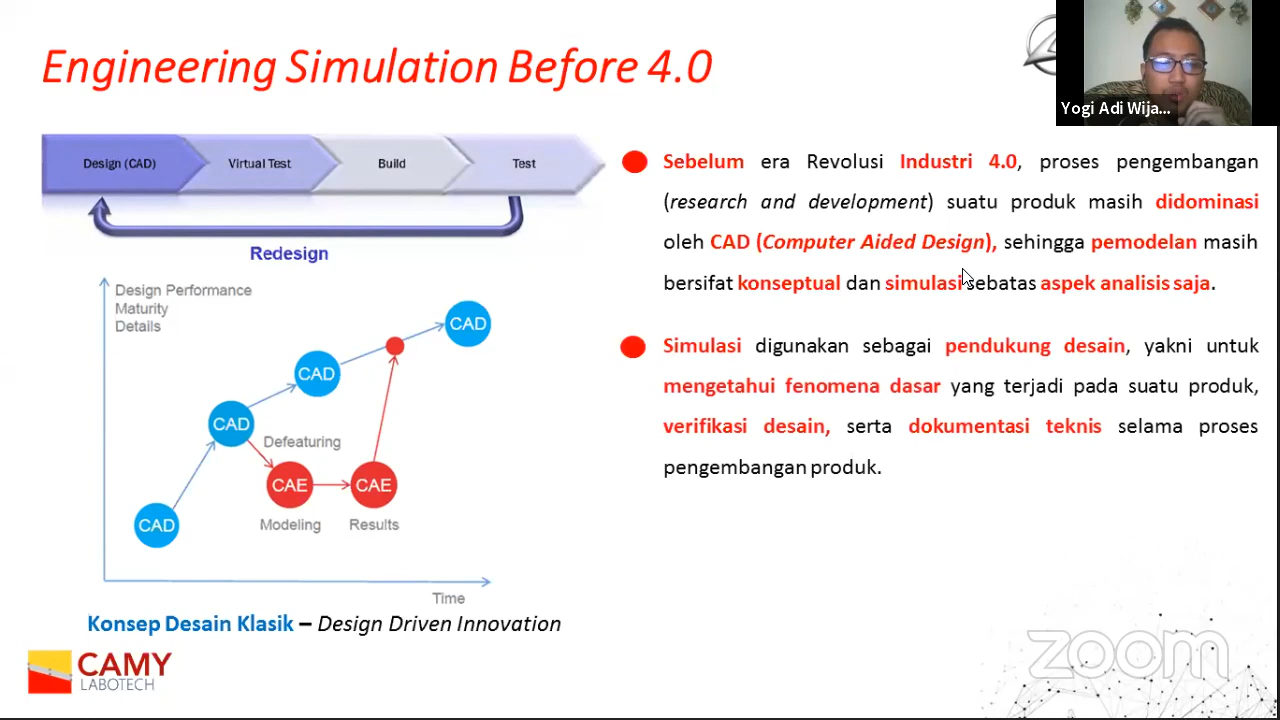 Engineering Simulation Before 4.0
Yogi Adi Wija...
Design (CAD)
Virtual Test
Build
Test
Redesign
Design Performance
Maturity
Details
CAD
CAD
CAD
CAD
Defeaturing
CAE
CAE
Modeling
Results
Time
Konsep Desain Klasik – Design Driven Innovation
Sebelum era Revolusi Industri 4.0, proses pengembangan
(research and development) suatu produk masih didominasi
oleh CAD (Computer Aided Design), sehingga pemodelan masih
bersifat konseptual dan simulasi sebatas aspek analisis saja.
Simulasi digunakan sebagai pendukung desain, yakni untuk
mengetahui fenomena dasar yang terjadi pada suatu produk,
verifikasi desain, serta dokumentasi teknis selama proses
pengembangan produk.
CAMY
LABOTECH
zoom